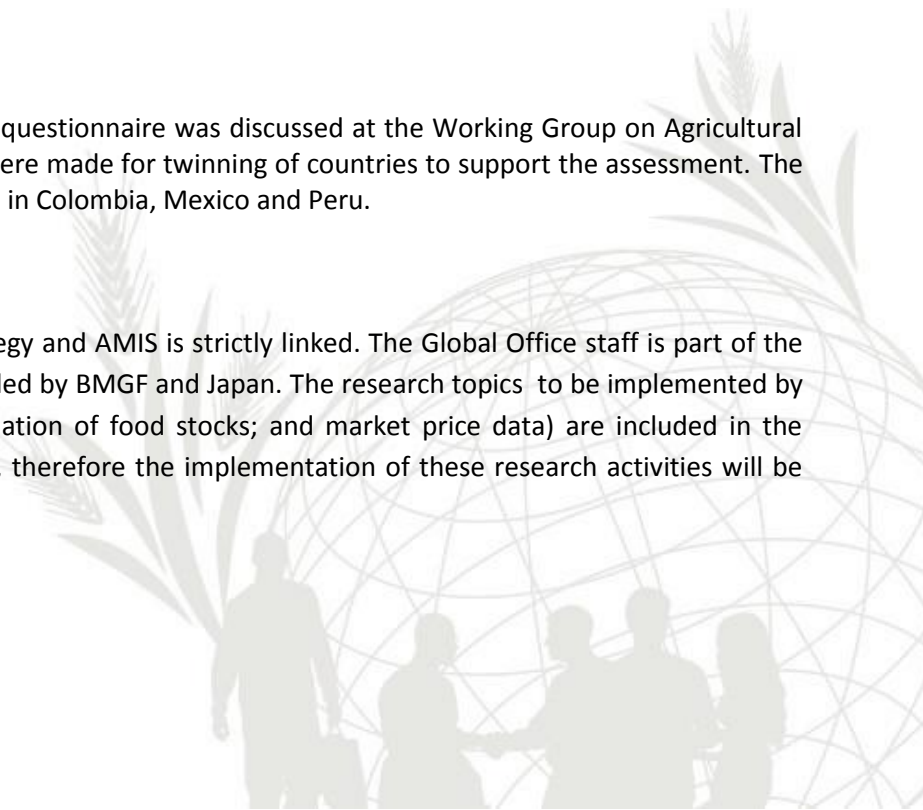 questionnaire was discussed at the Working Group on Agricultural
ere made for twinning of countries to support the assessment. The
in Colombia, Mexico and Peru.
egy and AMIS is strictly linked. The Global Office staff is part of the
led by BMGF and Japan. The research topics to be implemented by
ation of food stocks; and market price data) are included in the
therefore the implementation of these research activities will be